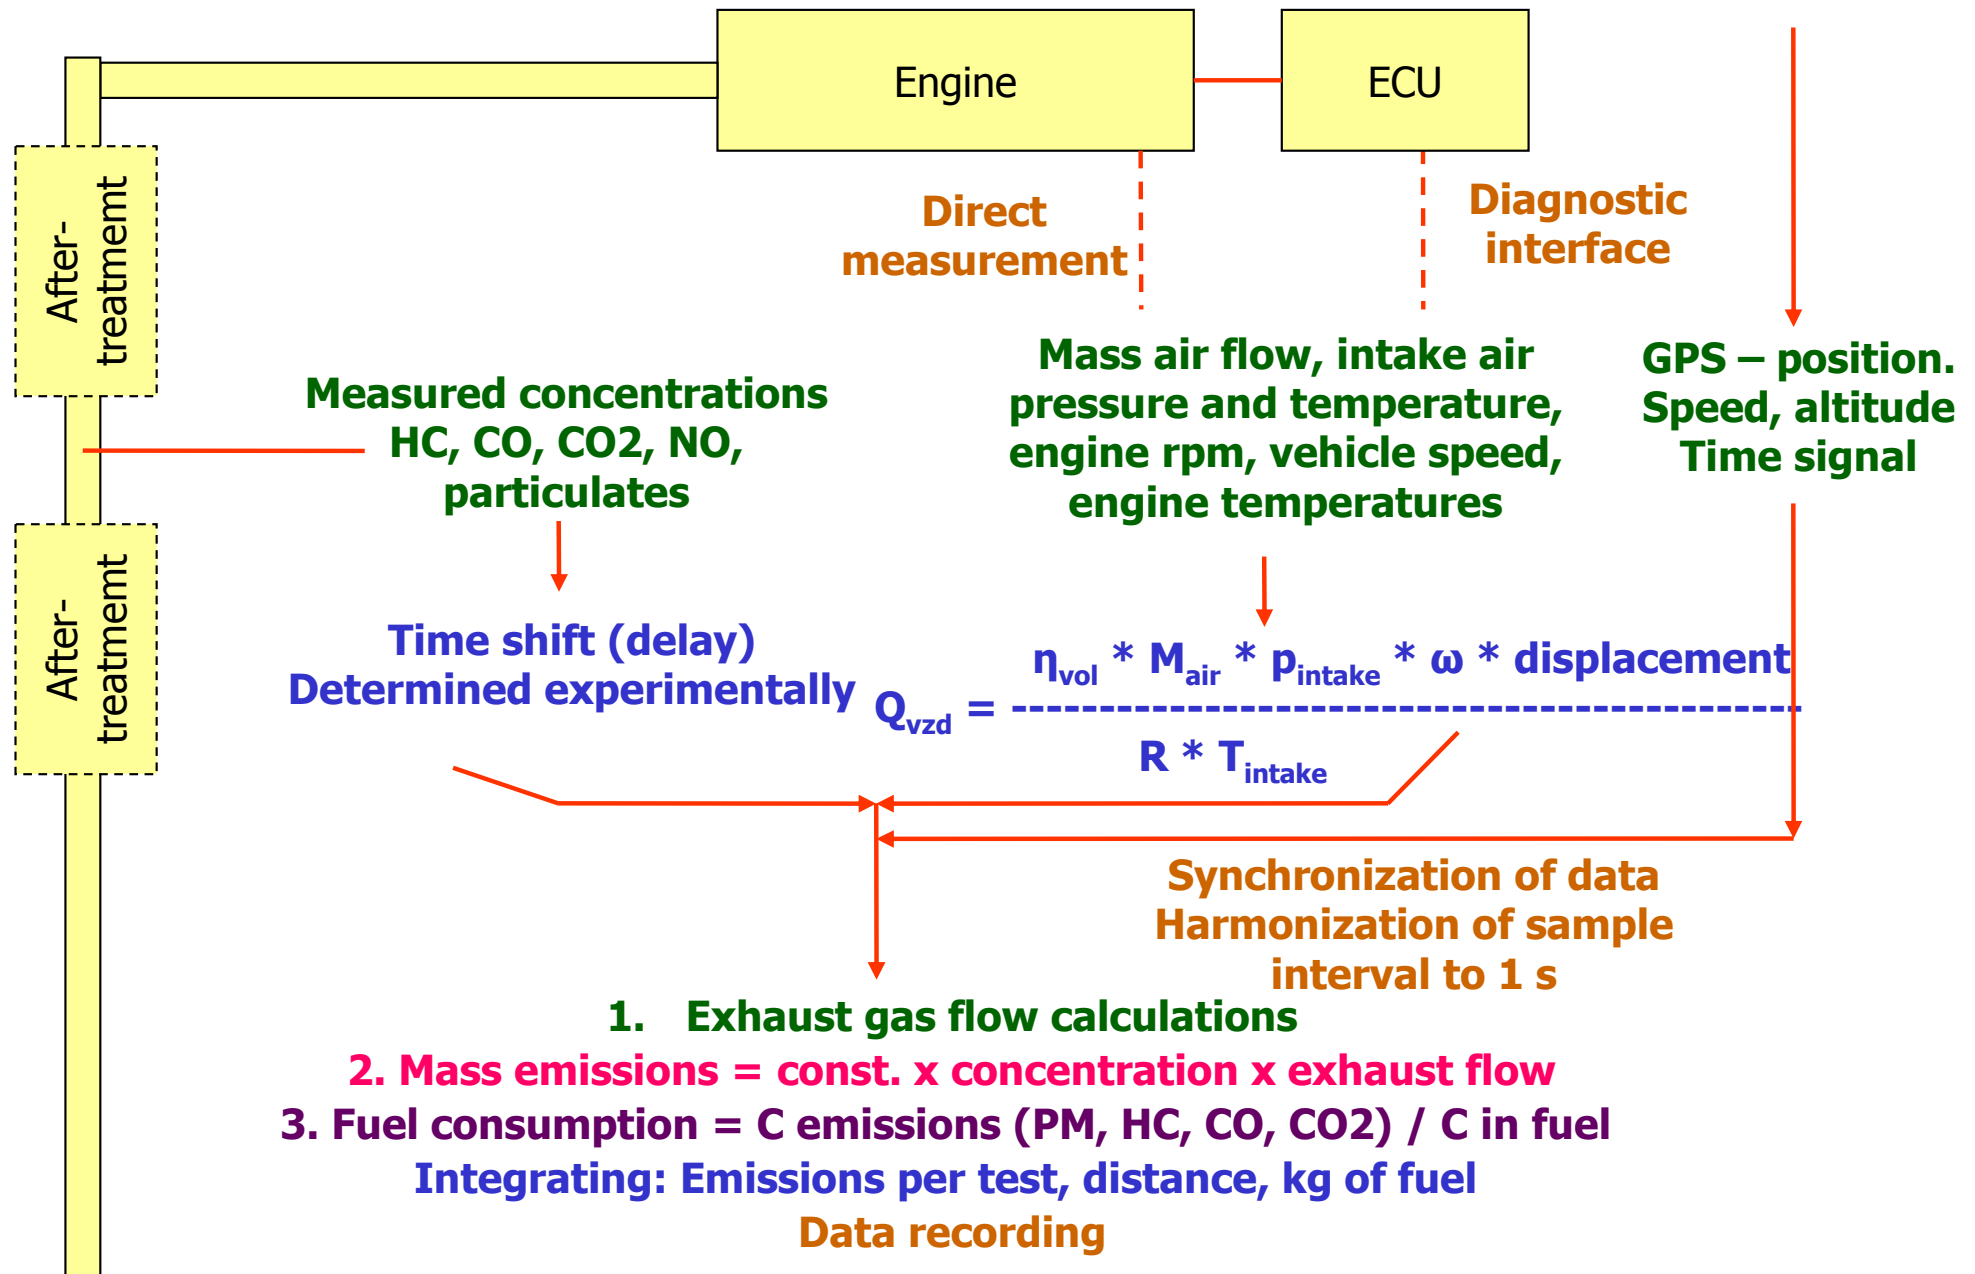 Engine
ECU
After-
treatmemt
Direct
measurement
Diagnostic
interface
Measured concentrations
HC, CO, CO2, NO,
particulates
Mass air flow, intake air
pressure and temperature,
engine rpm, vehicle speed,
engine temperatures
GPS – position.
Speed, altitude
Time signal
After-
treatmemt
Time shift (delay)
Determined experimentally
ηvol * Mair * pintake * ω * displacement
Qvzd = ----------------------------------------------
R * Tintake
Synchronization of data
Harmonization of sample
interval to 1 s
1. Exhaust gas flow calculations
2. Mass emissions = const. x concentration x exhaust flow
3. Fuel consumption = C emissions (PM, HC, CO, CO2) / C in fuel
Integrating: Emissions per test, distance, kg of fuel
Data recording